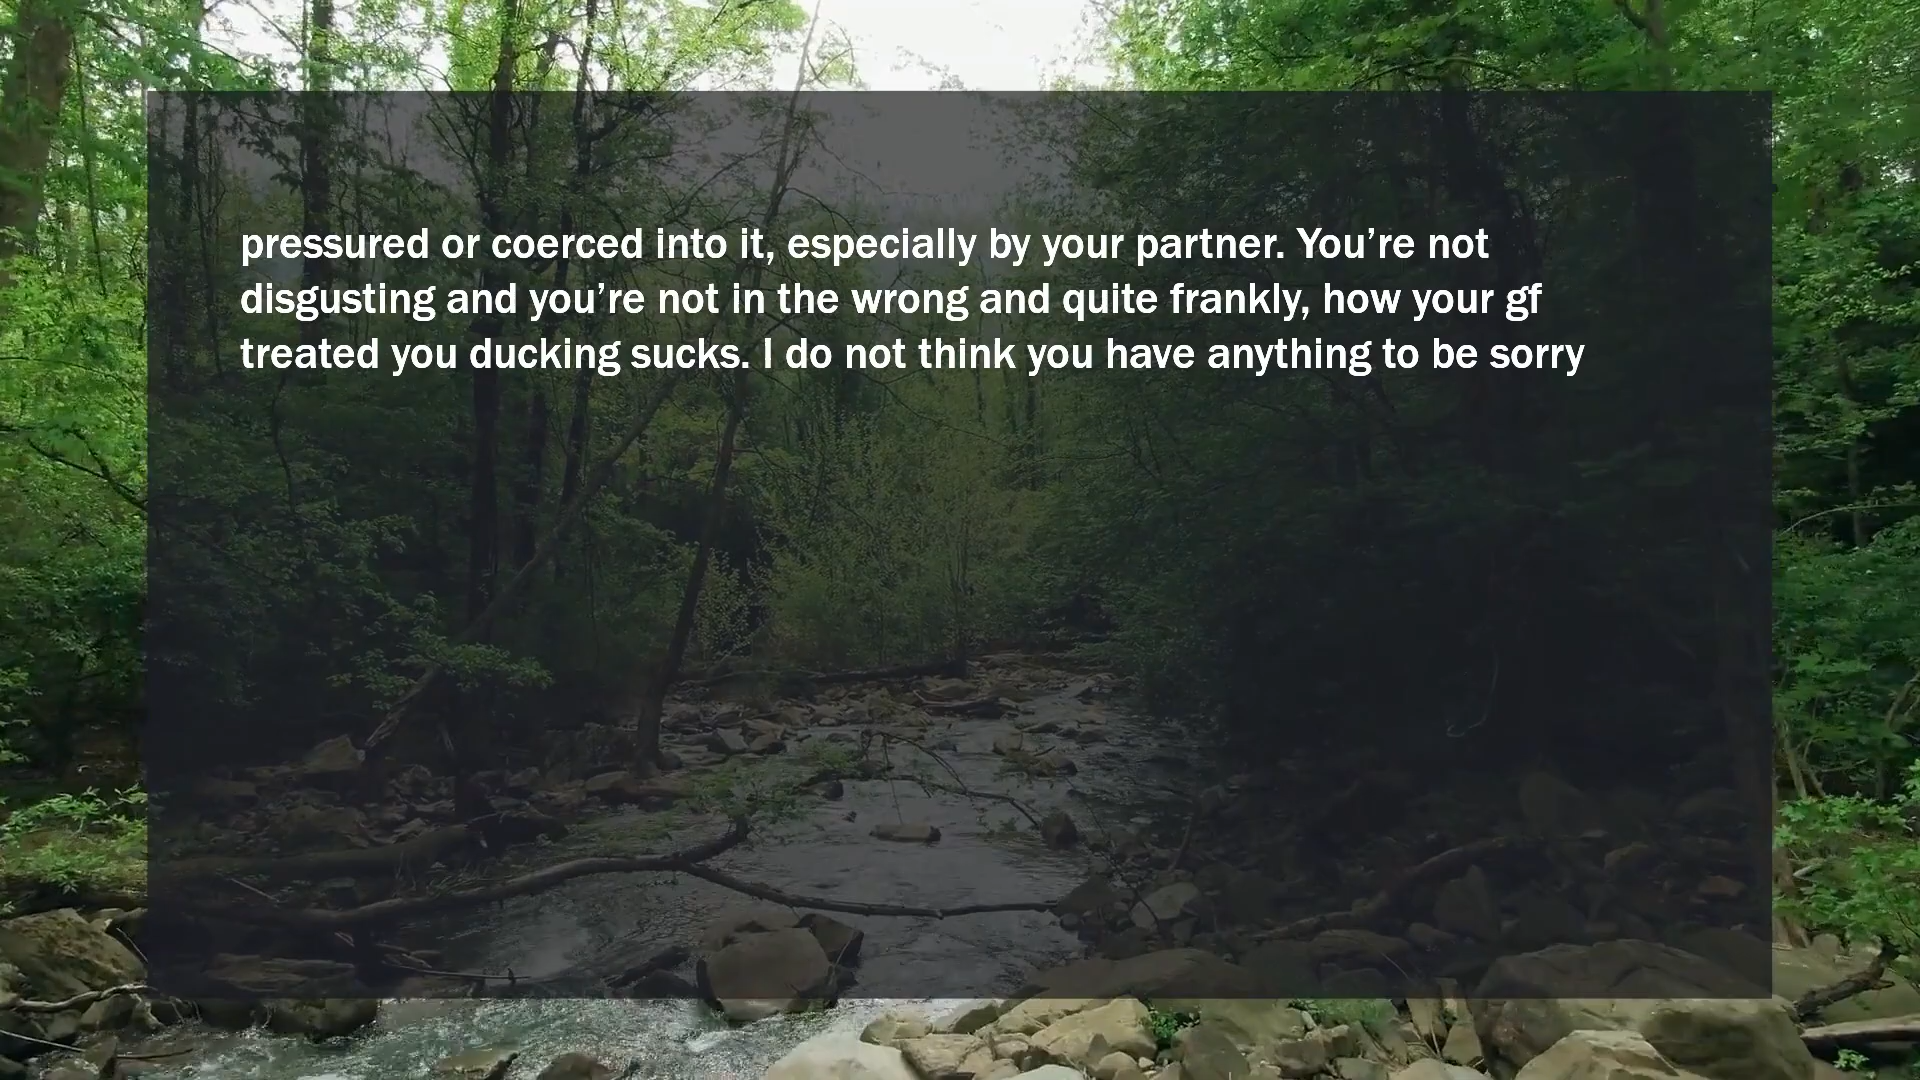 pressured or coerced into it, especially by your partner. You’re not
disgusting and you’re not in the wrong and quite frankly, how your gf
treated you ducking sucks. I do not think you have anything to be sorry